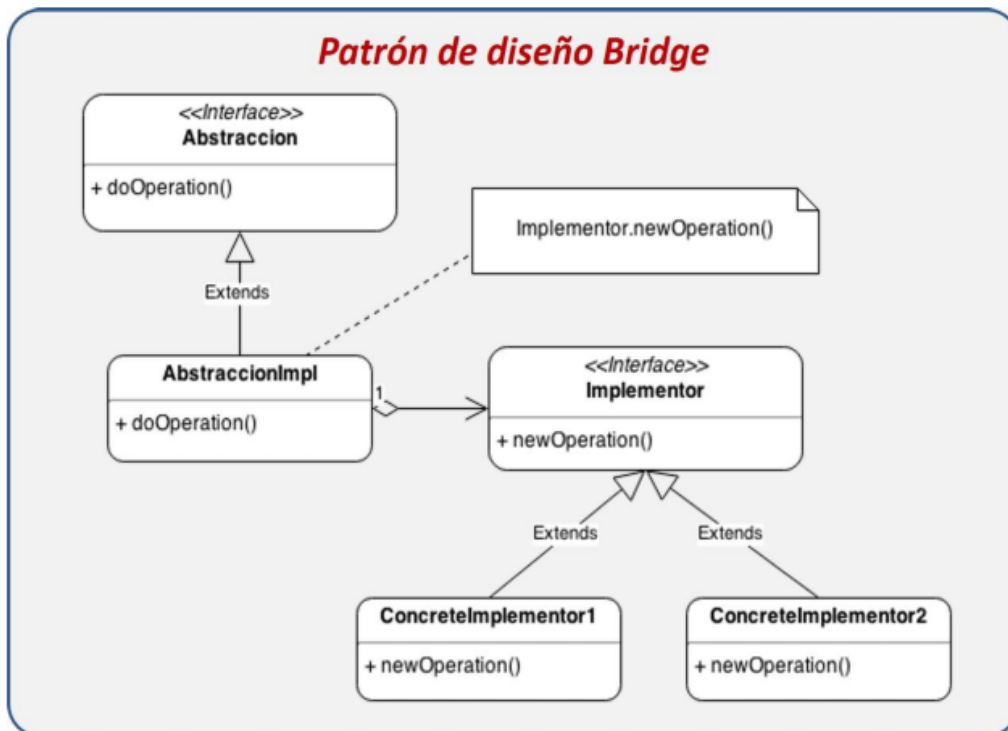 Patrón de diseño Bridge
<<Interface>>
Abstraccion
+ doOperation()
Implementor.newOperation()
Extends
AbstraccionImpl
+ doOperation()
1
<<Interface>>
Implementor
+ newOperation()
Extends
Extends
ConcreteImplementor1
+ newOperation()
ConcreteImplementor2
+ newOperation()